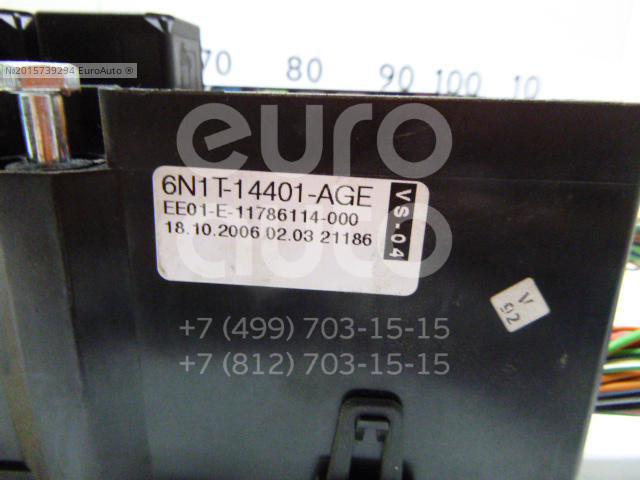 70 80 90 100 10
№2015739294 EuroAuto ®
euro
auto
6N1T-14401-AGE
EE01-E-11786114-000
18.10.2006 02.03 21186
VS-04
V
92
+7 (499) 703-15-15
+7 (812) 703-15-15